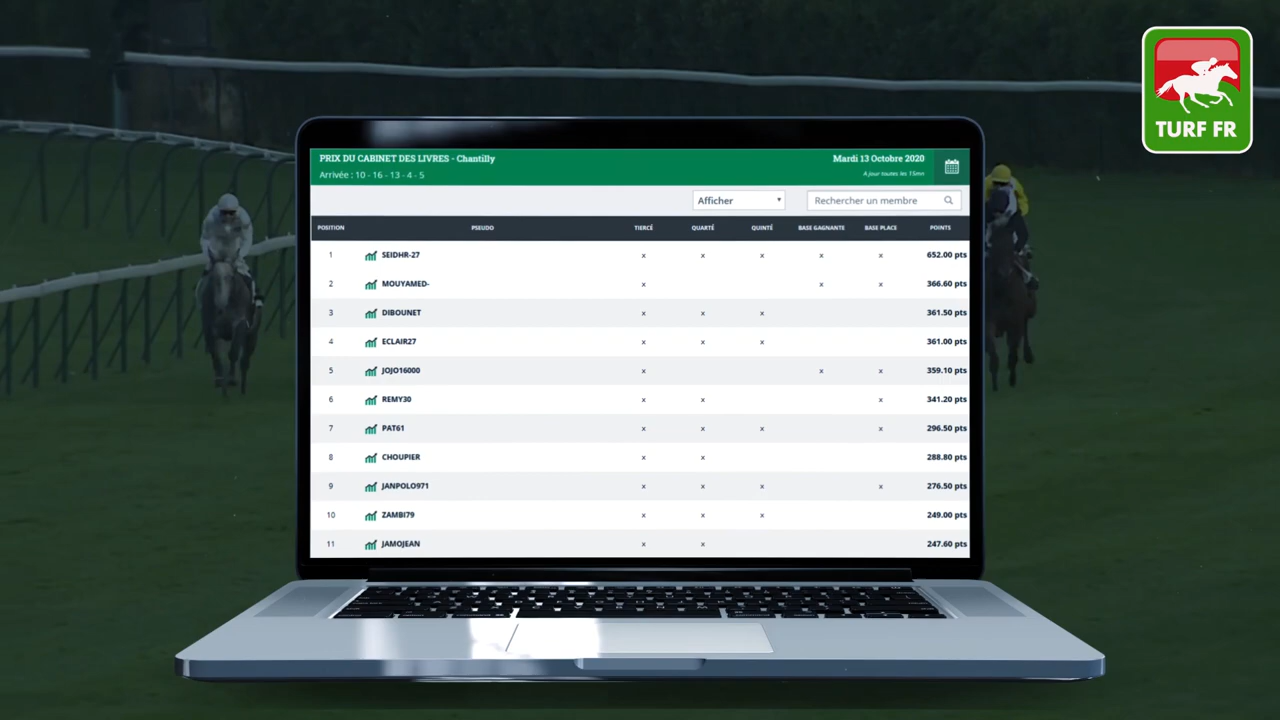 TURF FR
PRIX DU CABINET DES LIVRES - Chantilly
Mardi 13 Octobre 2020
Arrivée : 10 - 16 - 13 - 4 - 5
A jour toutes les 15mn
Afficher
Rechercher un membre
POSITION PSEUDO TIERCÉ QUARTÉ QUINTÉ BASE GAGNANTE BASE PLACE POINTS
1 SEIDHR-27 x x x x x 652.00 pts
2 MOUYAMED- x x x 366.60 pts
3 DIBOUNET x x x 361.50 pts
4 ECLAIR27 x x x 361.00 pts
5 JOJO16000 x x x 359.10 pts
6 REMY30 x x x 341.20 pts
7 PAT61 x x x x 296.50 pts
8 CHOUPIER x x 288.80 pts
9 JANPOLO971 x x x x 276.50 pts
10 ZAMBI79 x x x 249.00 pts
11 JAMOJEAN x x 247.60 pts